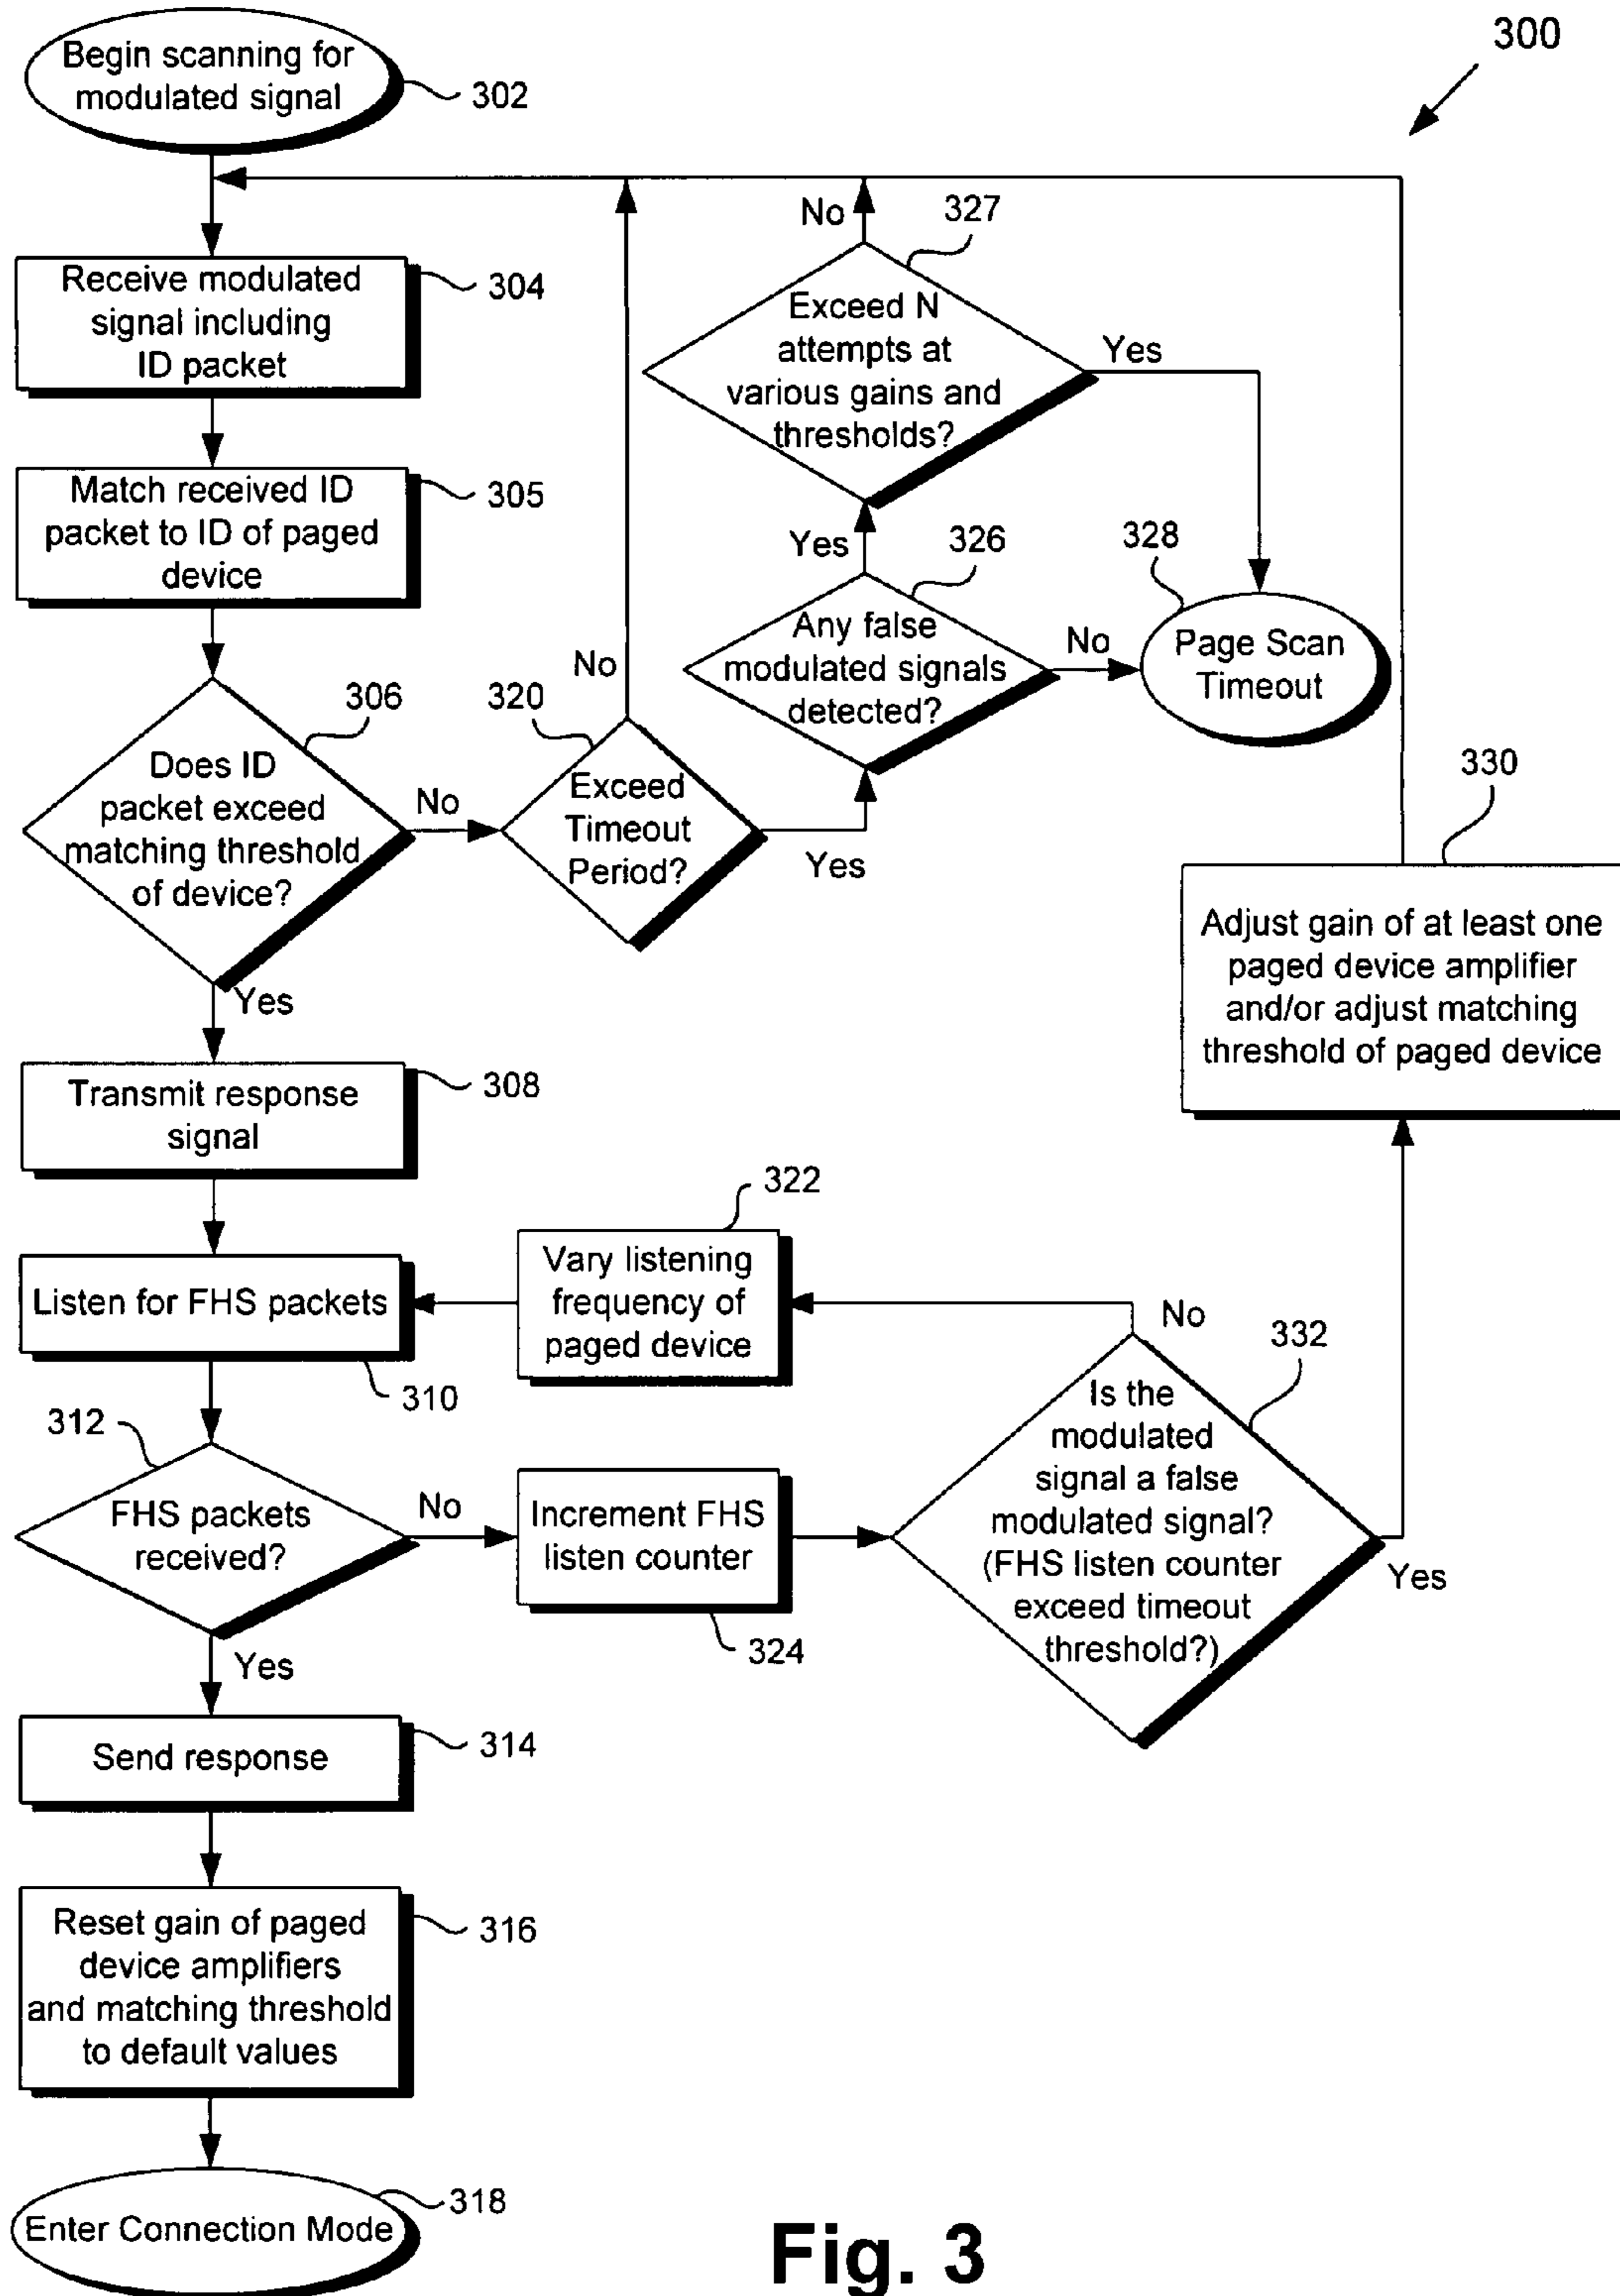 300
Begin scanning for
modulated signal
302
Receive modulated
signal including
ID packet
304
Match received ID
packet to ID of paged
device
305
Does ID
packet exceed
matching threshold
of device?
306
No
Yes
Exceed
Timeout
Period?
320
No
Yes
Any false
modulated signals
detected?
326
Yes
No
Exceed N
attempts at
various gains and
thresholds?
327
No
Yes
Page Scan
Timeout
328
Adjust gain of at least one
paged device amplifier
and/or adjust matching
threshold of paged device
330
Transmit response
signal
308
Listen for FHS packets
310
Vary listening
frequency of
paged device
322
FHS packets
received?
312
No
Yes
Increment FHS
listen counter
324
Is the
modulated
signal a false
modulated signal?
(FHS listen counter
exceed timeout
threshold?)
332
No
Yes
Send response
314
Reset gain of paged
device amplifiers
and matching threshold
to default values
316
Enter Connection Mode
318
Fig. 3